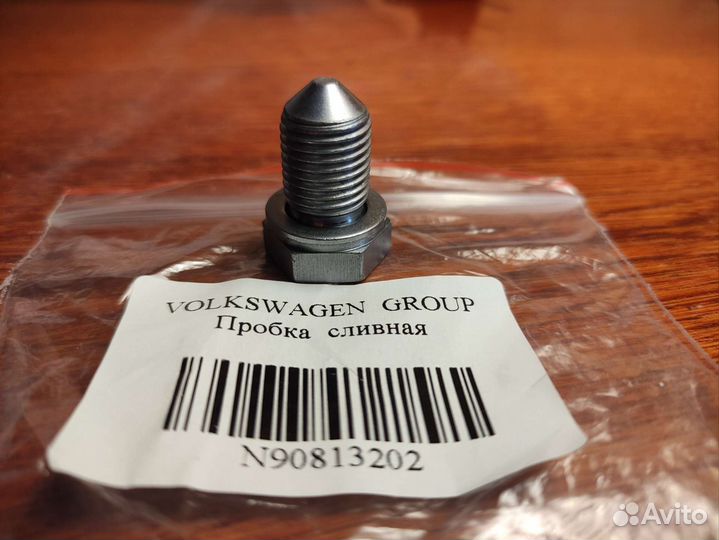 VOLKSWAGEN GROUP
Пробка сливная
N90813202
Avito